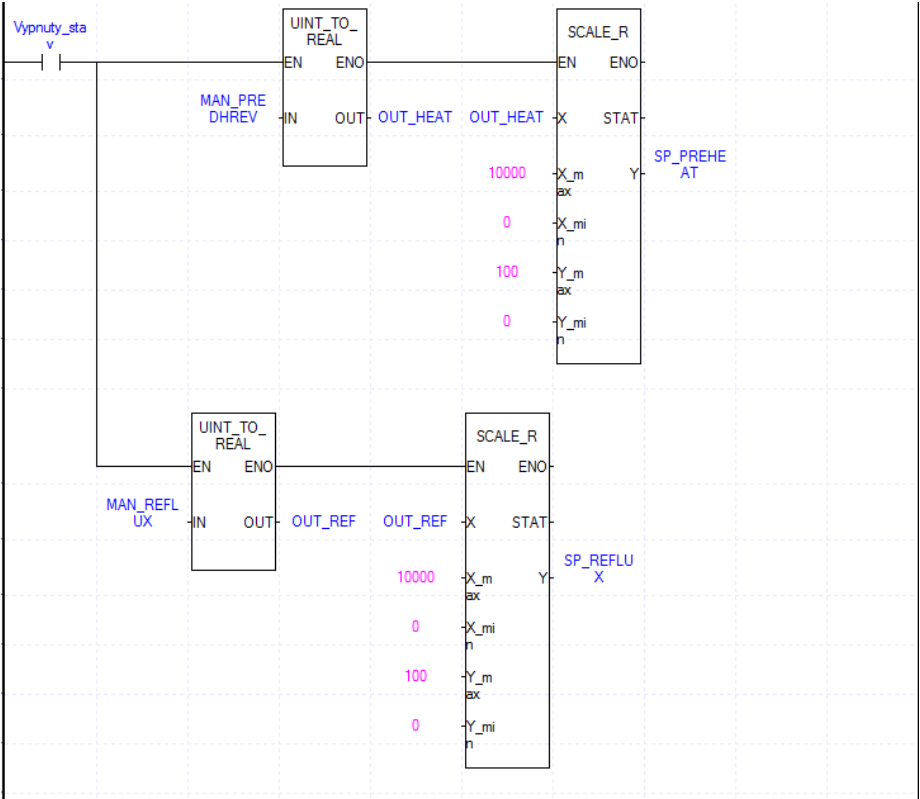 Vypnuty_sta
v
UINT_TO_
REAL
EN ENO
MAN_PRE
DHREV
IN OUT
OUT_HEAT
SCALE_R
EN ENO
OUT_HEAT
X STAT
10000
X_m
ax
Y
SP_PREHE
AT
0
X_mi
n
100
Y_m
ax
0
Y_mi
n
UINT_TO_
REAL
EN ENO
MAN_REFL
UX
IN OUT
OUT_REF
SCALE_R
EN ENO
OUT_REF
X STAT
10000
X_m
ax
Y
SP_REFLU
X
0
X_mi
n
100
Y_m
ax
0
Y_mi
n